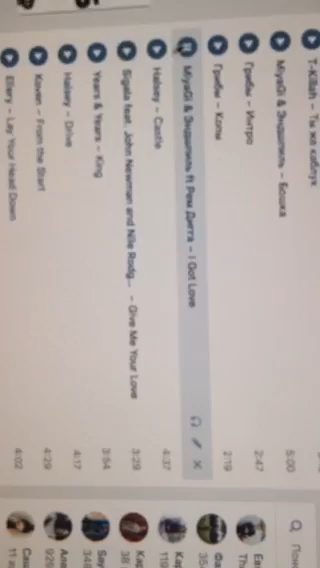 T-Killah – Ты же каблук
MiyaGi & Эндшпиль – Бошка 5:00
Грибы – Интро 2:47
Грибы – Копы 2:19
MiyaGi & Эндшпиль ft Рем Дигга – I Got Love
Halsey – Castle 4:37
Sigala feat. John Newman and Nile Rodg... – Give Me Your Love 3:29
Years & Years – King 3:54
Halsey – Drive 4:17
Koven – From the Start 4:29
Ellery – Lay Your Head Down 4:02